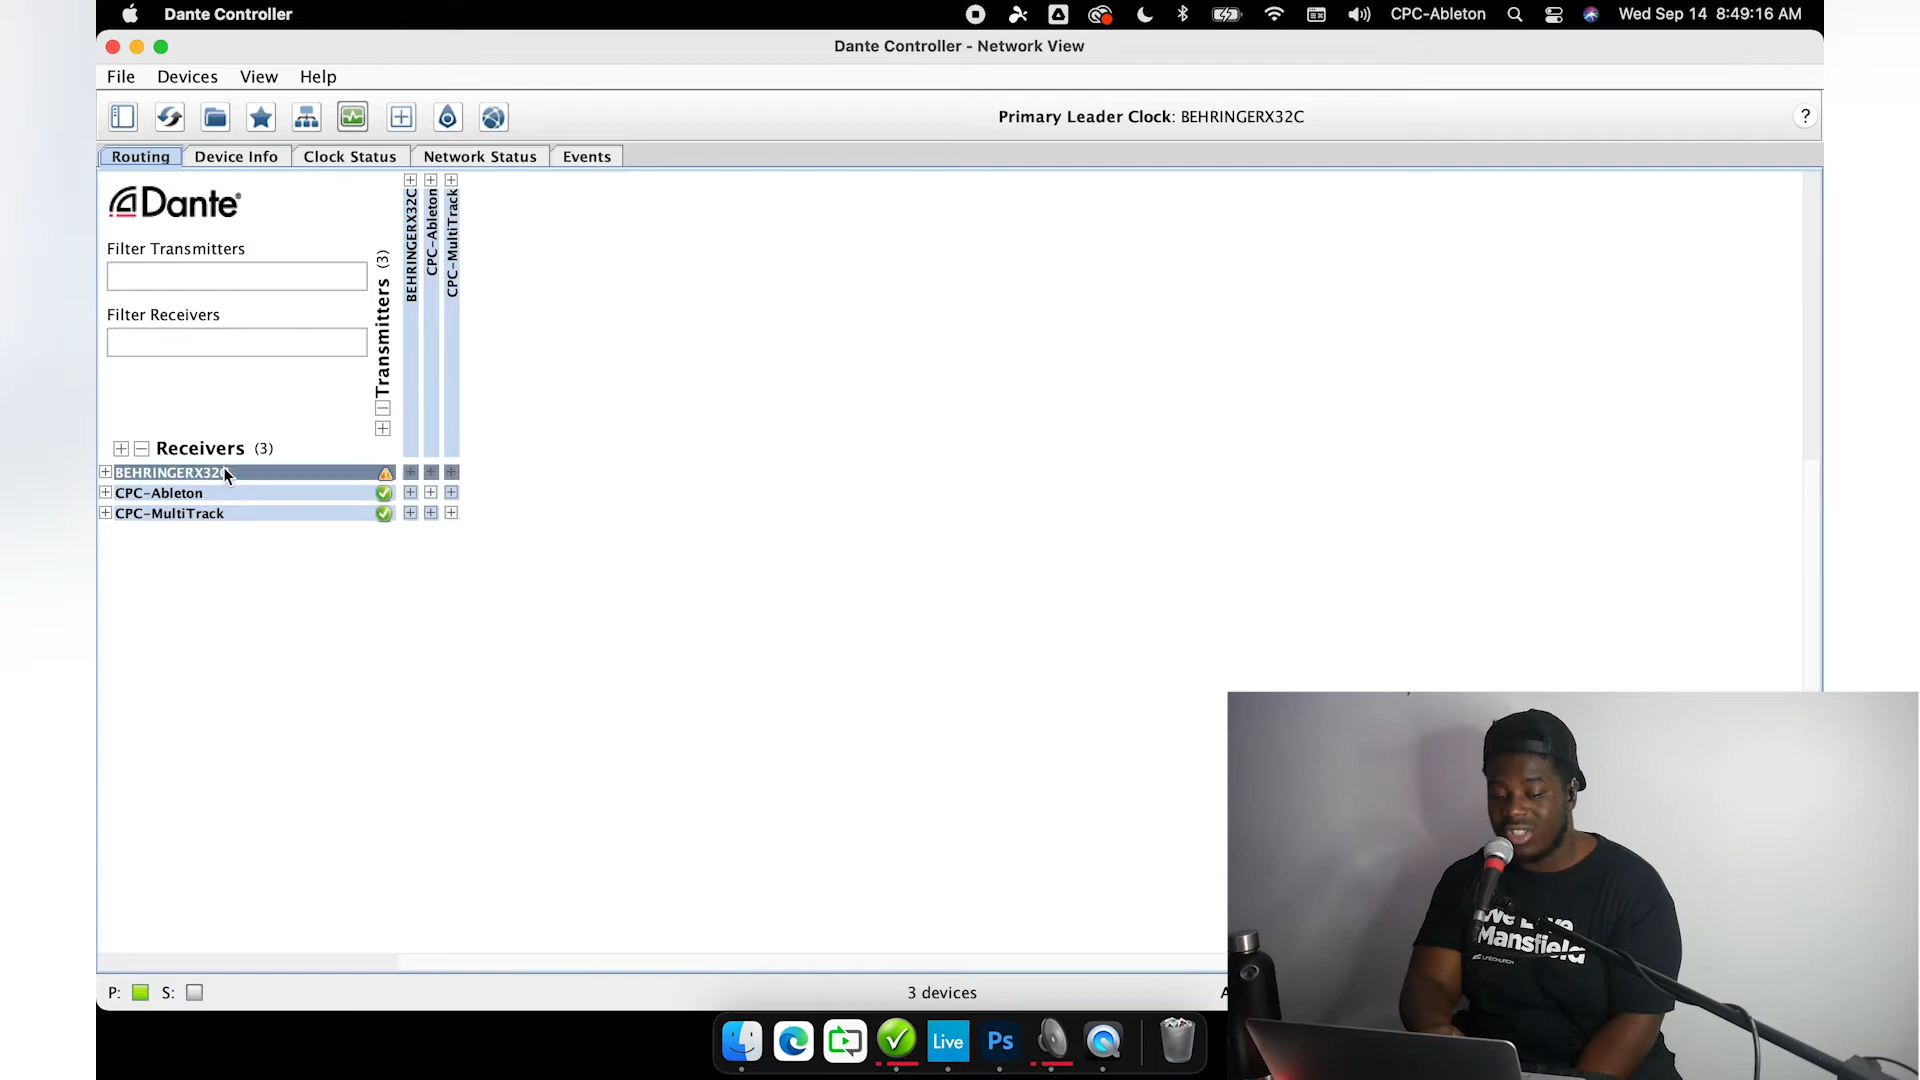 Dante Controller
CPC-Ableton
Wed Sep 14 8:49:16 AM
Dante Controller - Network View
File Devices View Help
Primary Leader Clock: BEHRINGERX32C
?
Routing Device Info Clock Status Network Status Events
Dante
Filter Transmitters
Filter Receivers
Transmitters (3)
BEHRINGERX32C
CPC-Ableton
CPC-MultiTrack
Receivers (3)
BEHRINGERX32C
CPC-Ableton
CPC-MultiTrack
P: S:
3 devices
Live
Ps
Mansfield